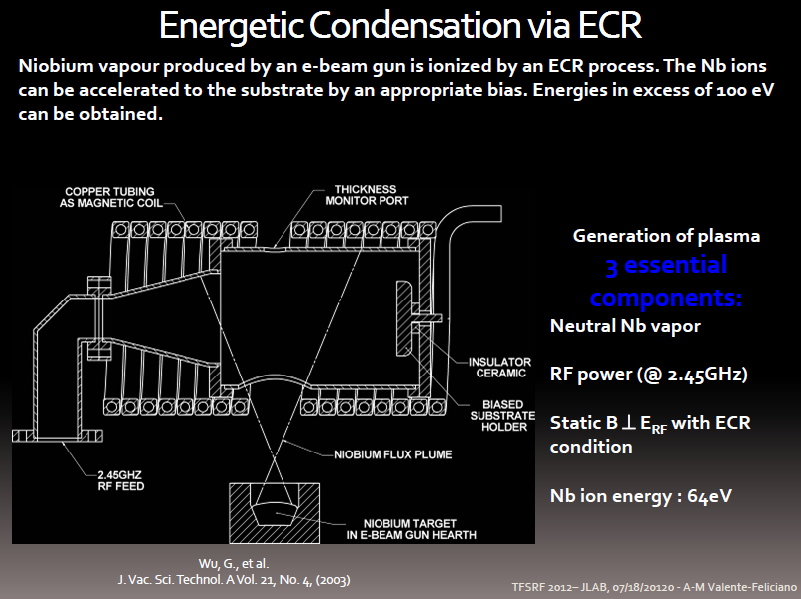 Energetic Condensation via ECR
Niobium vapour produced by an e-beam gun is ionized by an ECR process. The Nb ions
can be accelerated to the substrate by an appropriate bias. Energies in excess of 100 eV
can be obtained.
COPPER TUBING
AS MAGNETIC COIL
THICKNESS
MONITOR PORT
INSULATOR
CERAMIC
BIASED
SUBSTRATE
HOLDER
NIOBIUM FLUX PLUME
2.45GHZ
RF FEED
NIOBIUM TARGET
IN E-BEAM GUN HEARTH
Generation of plasma
3 essential
components:
Neutral Nb vapor
RF power (@ 2.45GHz)
Static B ⊥ E_RF with ECR
condition
Nb ion energy : 64eV
Wu, G., et al.
J. Vac. Sci. Technol. A Vol. 21, No. 4, (2003)
TFSRF 2012– JLAB, 07/18/20120 - A-M Valente-Feliciano